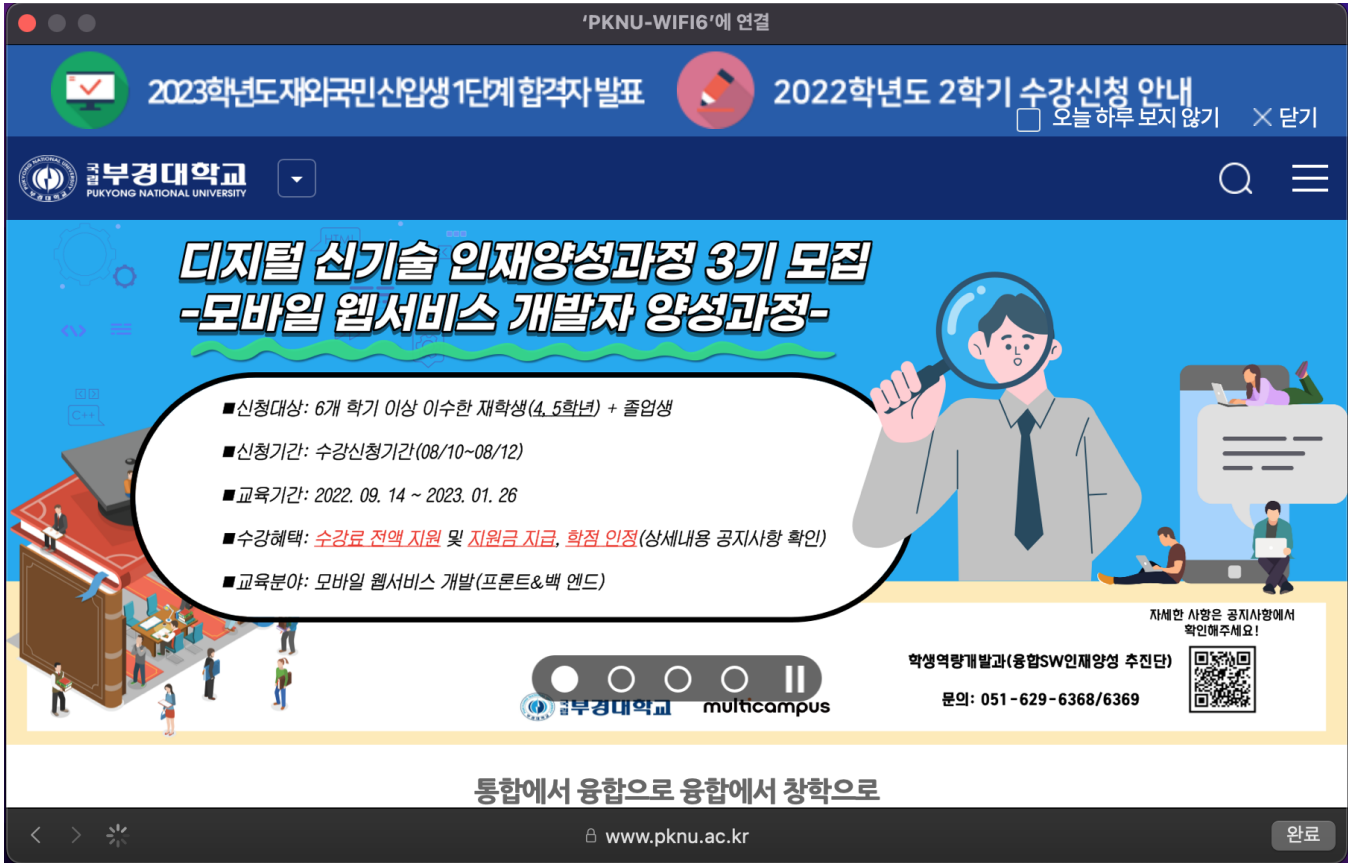 ‘PKNU-WIFI6’에 연결
2023학년도 재외국민 신입생 1단계 합격자 발표
2022학년도 2학기 수강신청 안내
오늘 하루 보지 않기
닫기
국립부경대학교
PUKYONG NATIONAL UNIVERSITY
디지털 신기술 인재양성과정 3기 모집
-모바일 웹서비스 개발자 양성과정-
HTML
C++
■신청대상: 6개 학기 이상 이수한 재학생(4, 5학년) + 졸업생
■신청기간: 수강신청기간(08/10~08/12)
■교육기간: 2022. 09. 14 ~ 2023. 01. 26
■수강혜택: 수강료 전액 지원 및 지원금 지급, 학점 인정(상세내용 공지사항 확인)
■교육분야: 모바일 웹서비스 개발(프론트&백 엔드)
자세한 사항은 공지사항에서
확인해주세요!
학생역량개발과(융합SW인재양성 추진단)
문의: 051-629-6368/6369
국립부경대학교
multicampus
통합에서 융합으로 융합에서 창학으로
www.pknu.ac.kr
완료